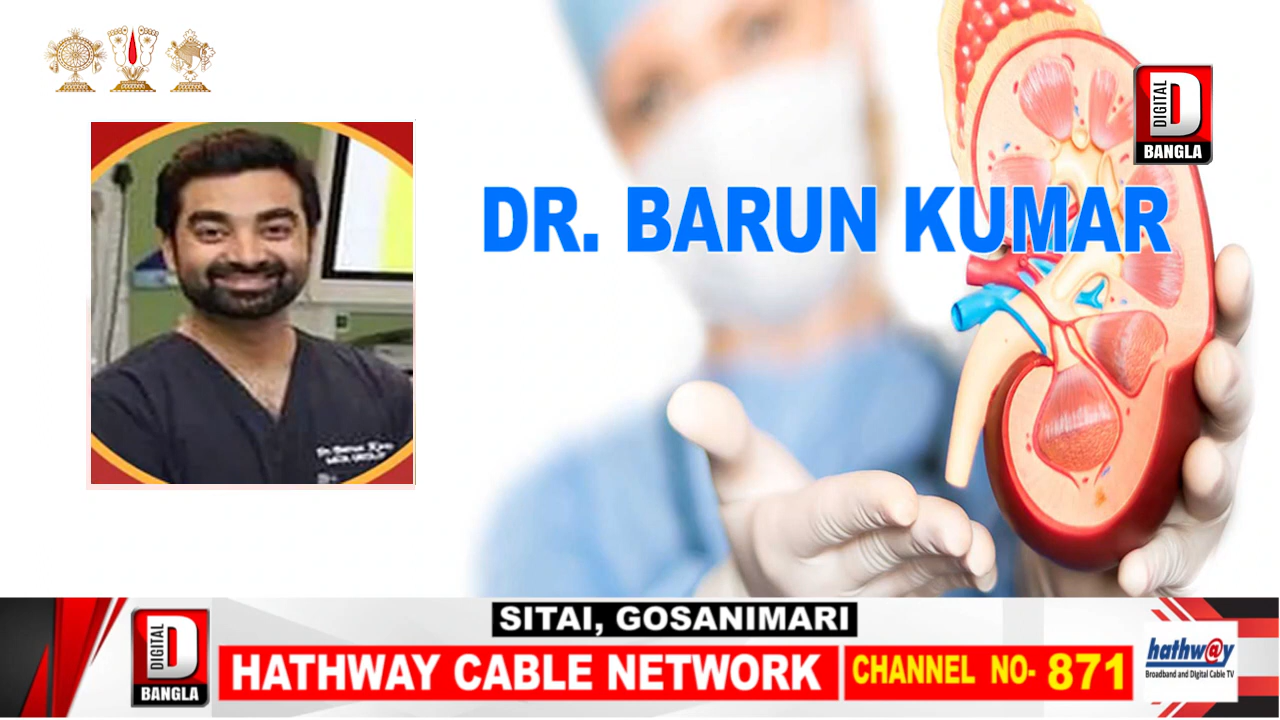 DIGITAL
D
BANGLA
DR. BARUN KUMAR
SITAI, GOSANIMARI
DIGITAL
D
BANGLA
HATHWAY CABLE NETWORK
CHANNEL NO- 871
hathw@y
Broadband and Digital Cable TV